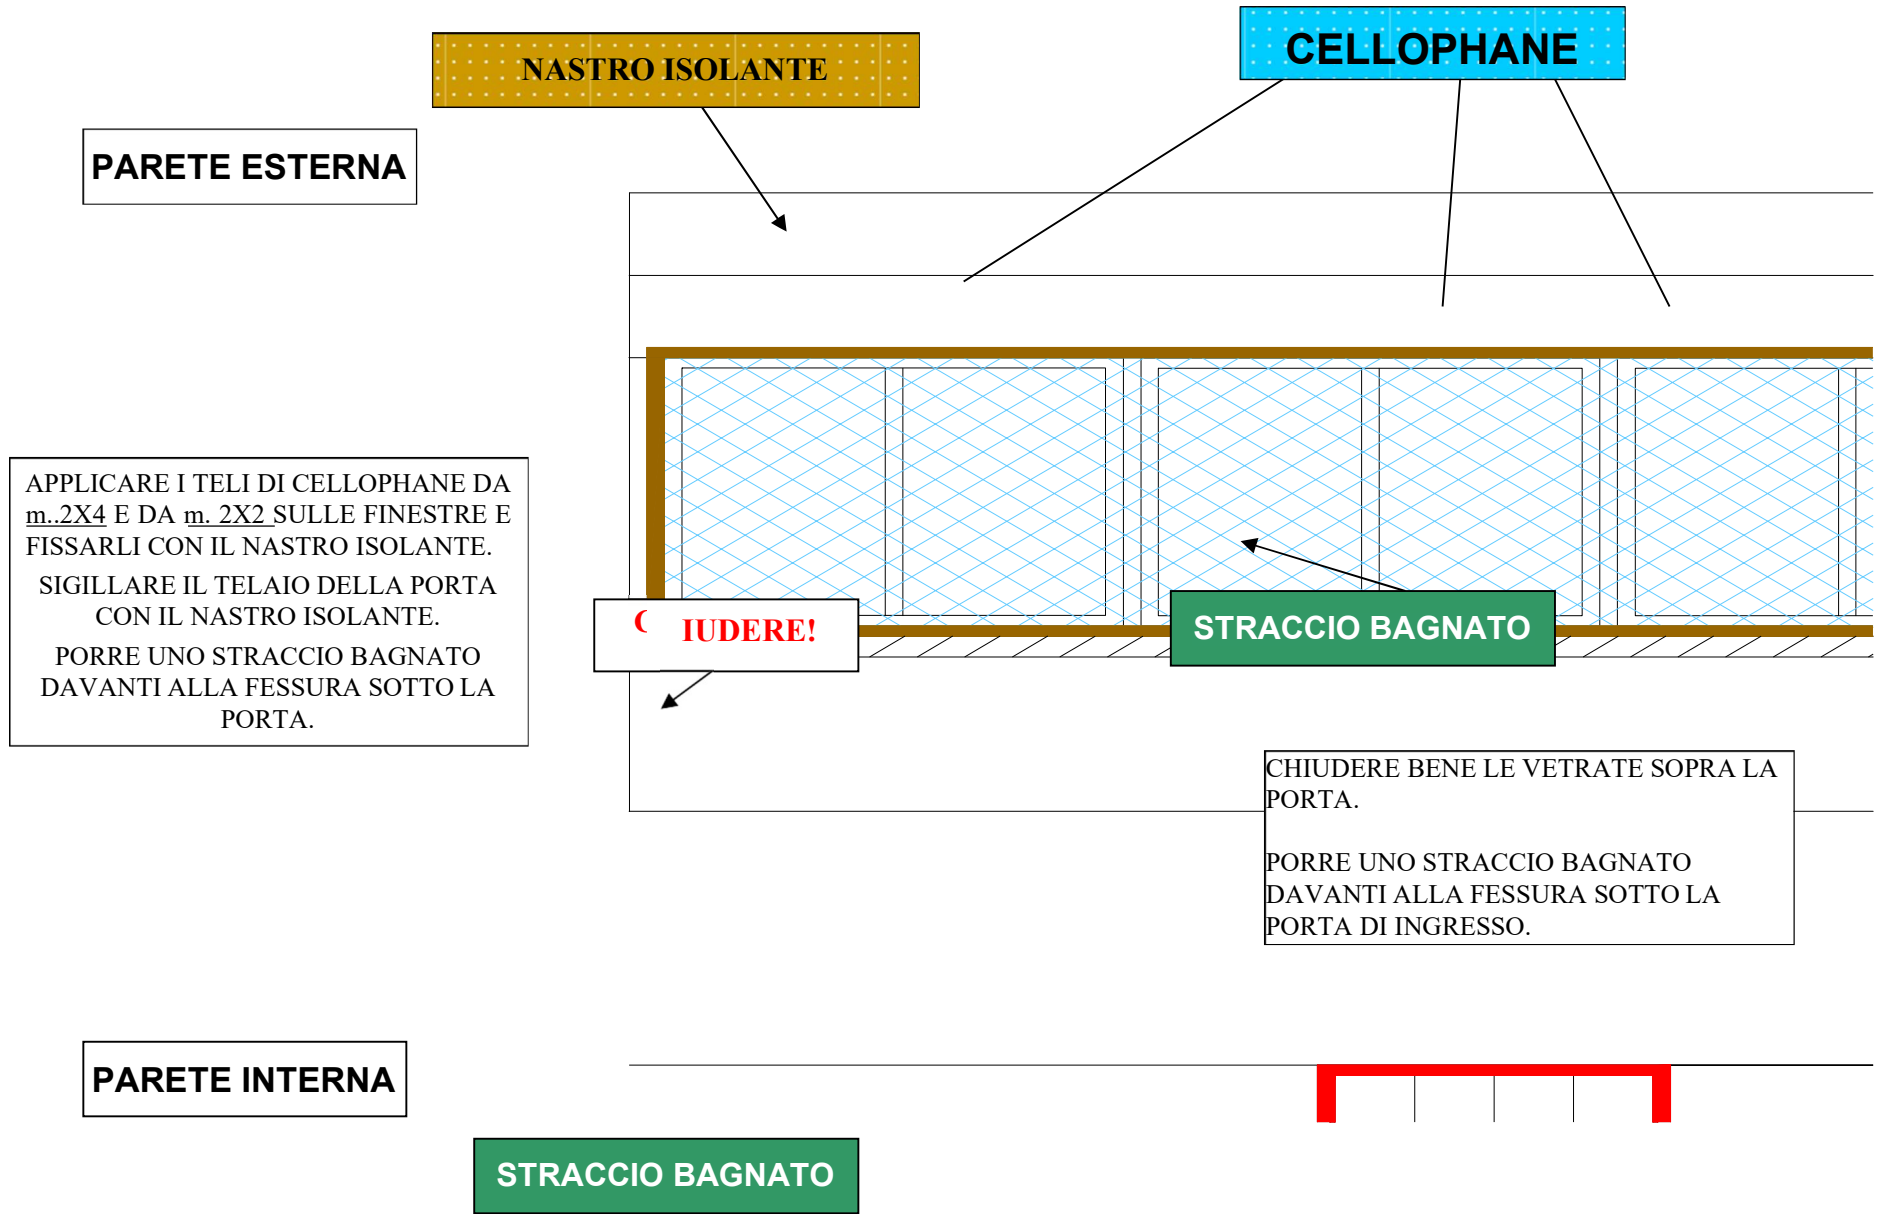 NASTRO ISOLANTE
CELLOPHANE
PARETE ESTERNA
APPLICARE I TELI DI CELLOPHANE DA
m..2X4 E DA m. 2X2 SULLE FINESTRE E
FISSARLI CON IL NASTRO ISOLANTE.
SIGILLARE IL TELAIO DELLA PORTA
CON IL NASTRO ISOLANTE.
PORRE UNO STRACCIO BAGNATO
DAVANTI ALLA FESSURA SOTTO LA
PORTA.
IUDERE!
STRACCIO BAGNATO
CHIUDERE BENE LE VETRATE SOPRA LA
PORTA.
PORRE UNO STRACCIO BAGNATO
DAVANTI ALLA FESSURA SOTTO LA
PORTA DI INGRESSO.
PARETE INTERNA
STRACCIO BAGNATO